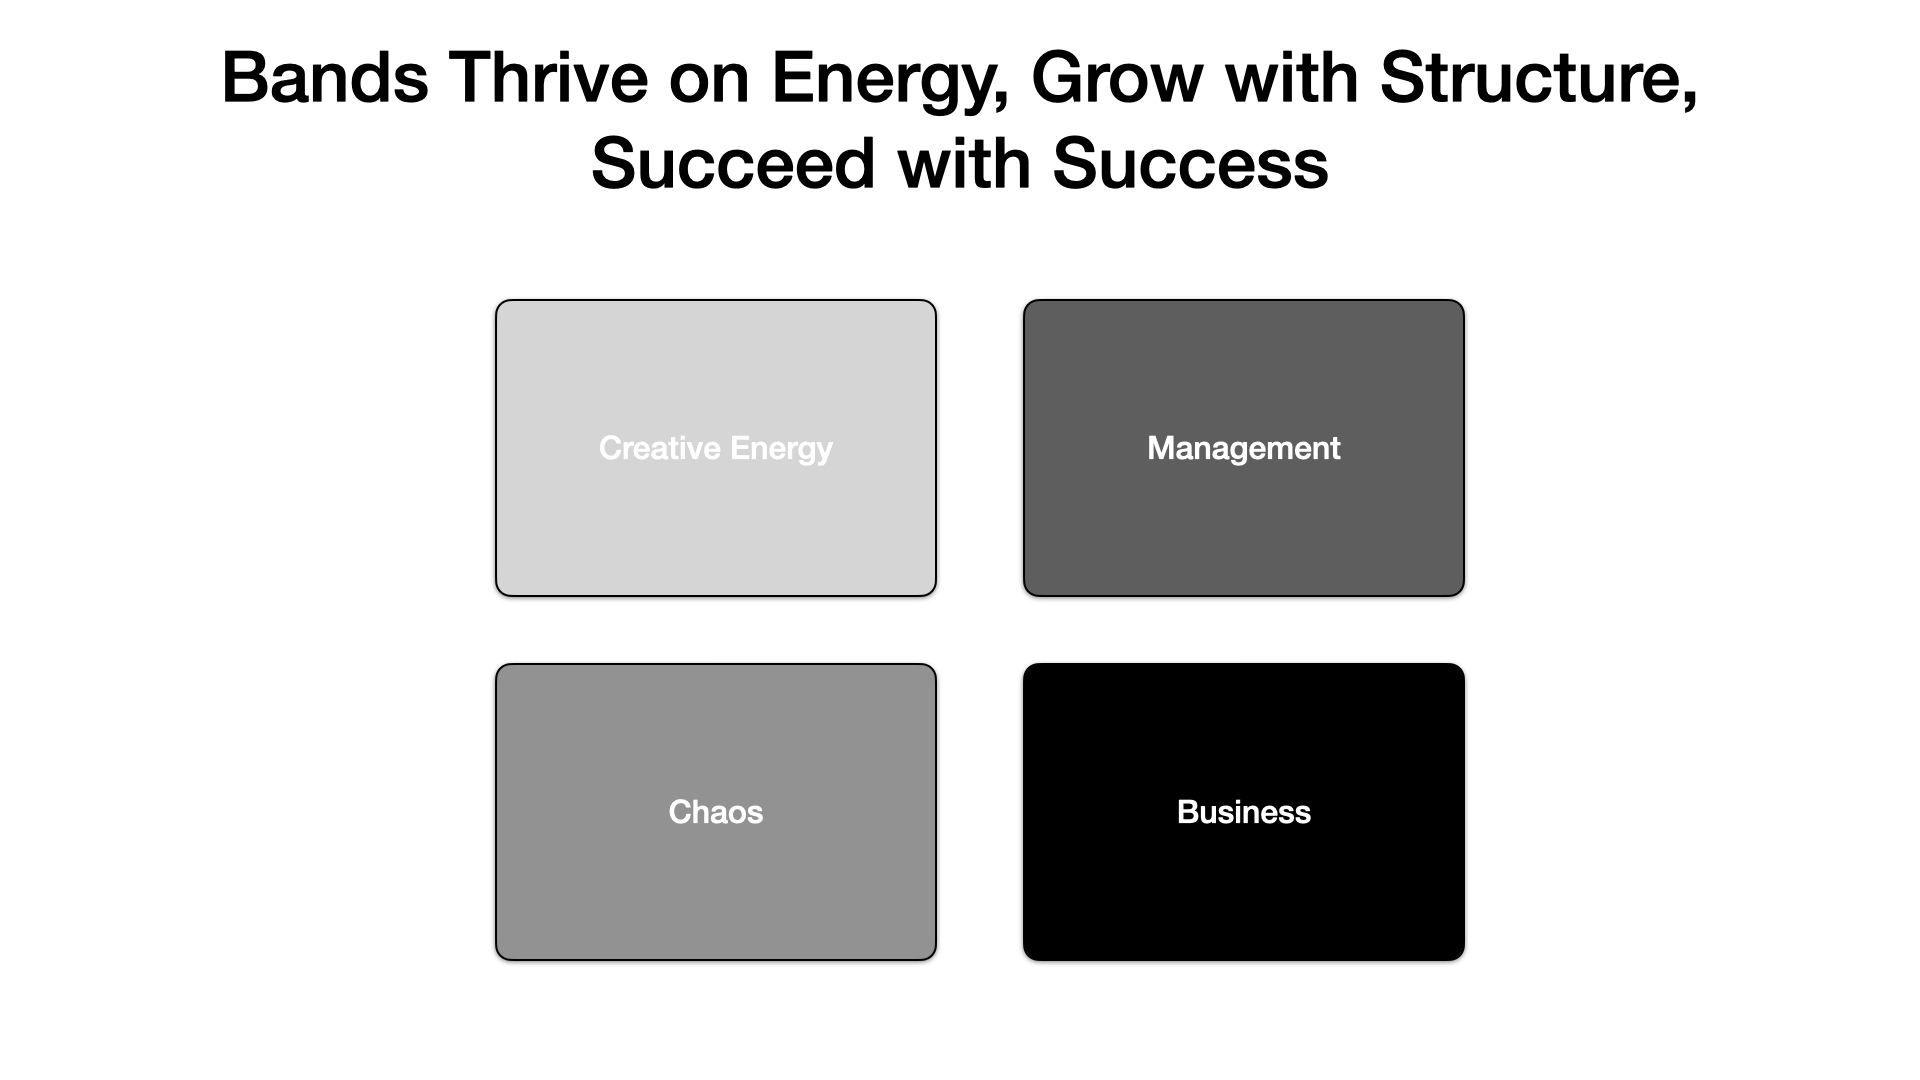 Bands Thrive on Energy, Grow with Structure,
Succeed with Success
Creative Energy
Management
Chaos
Business